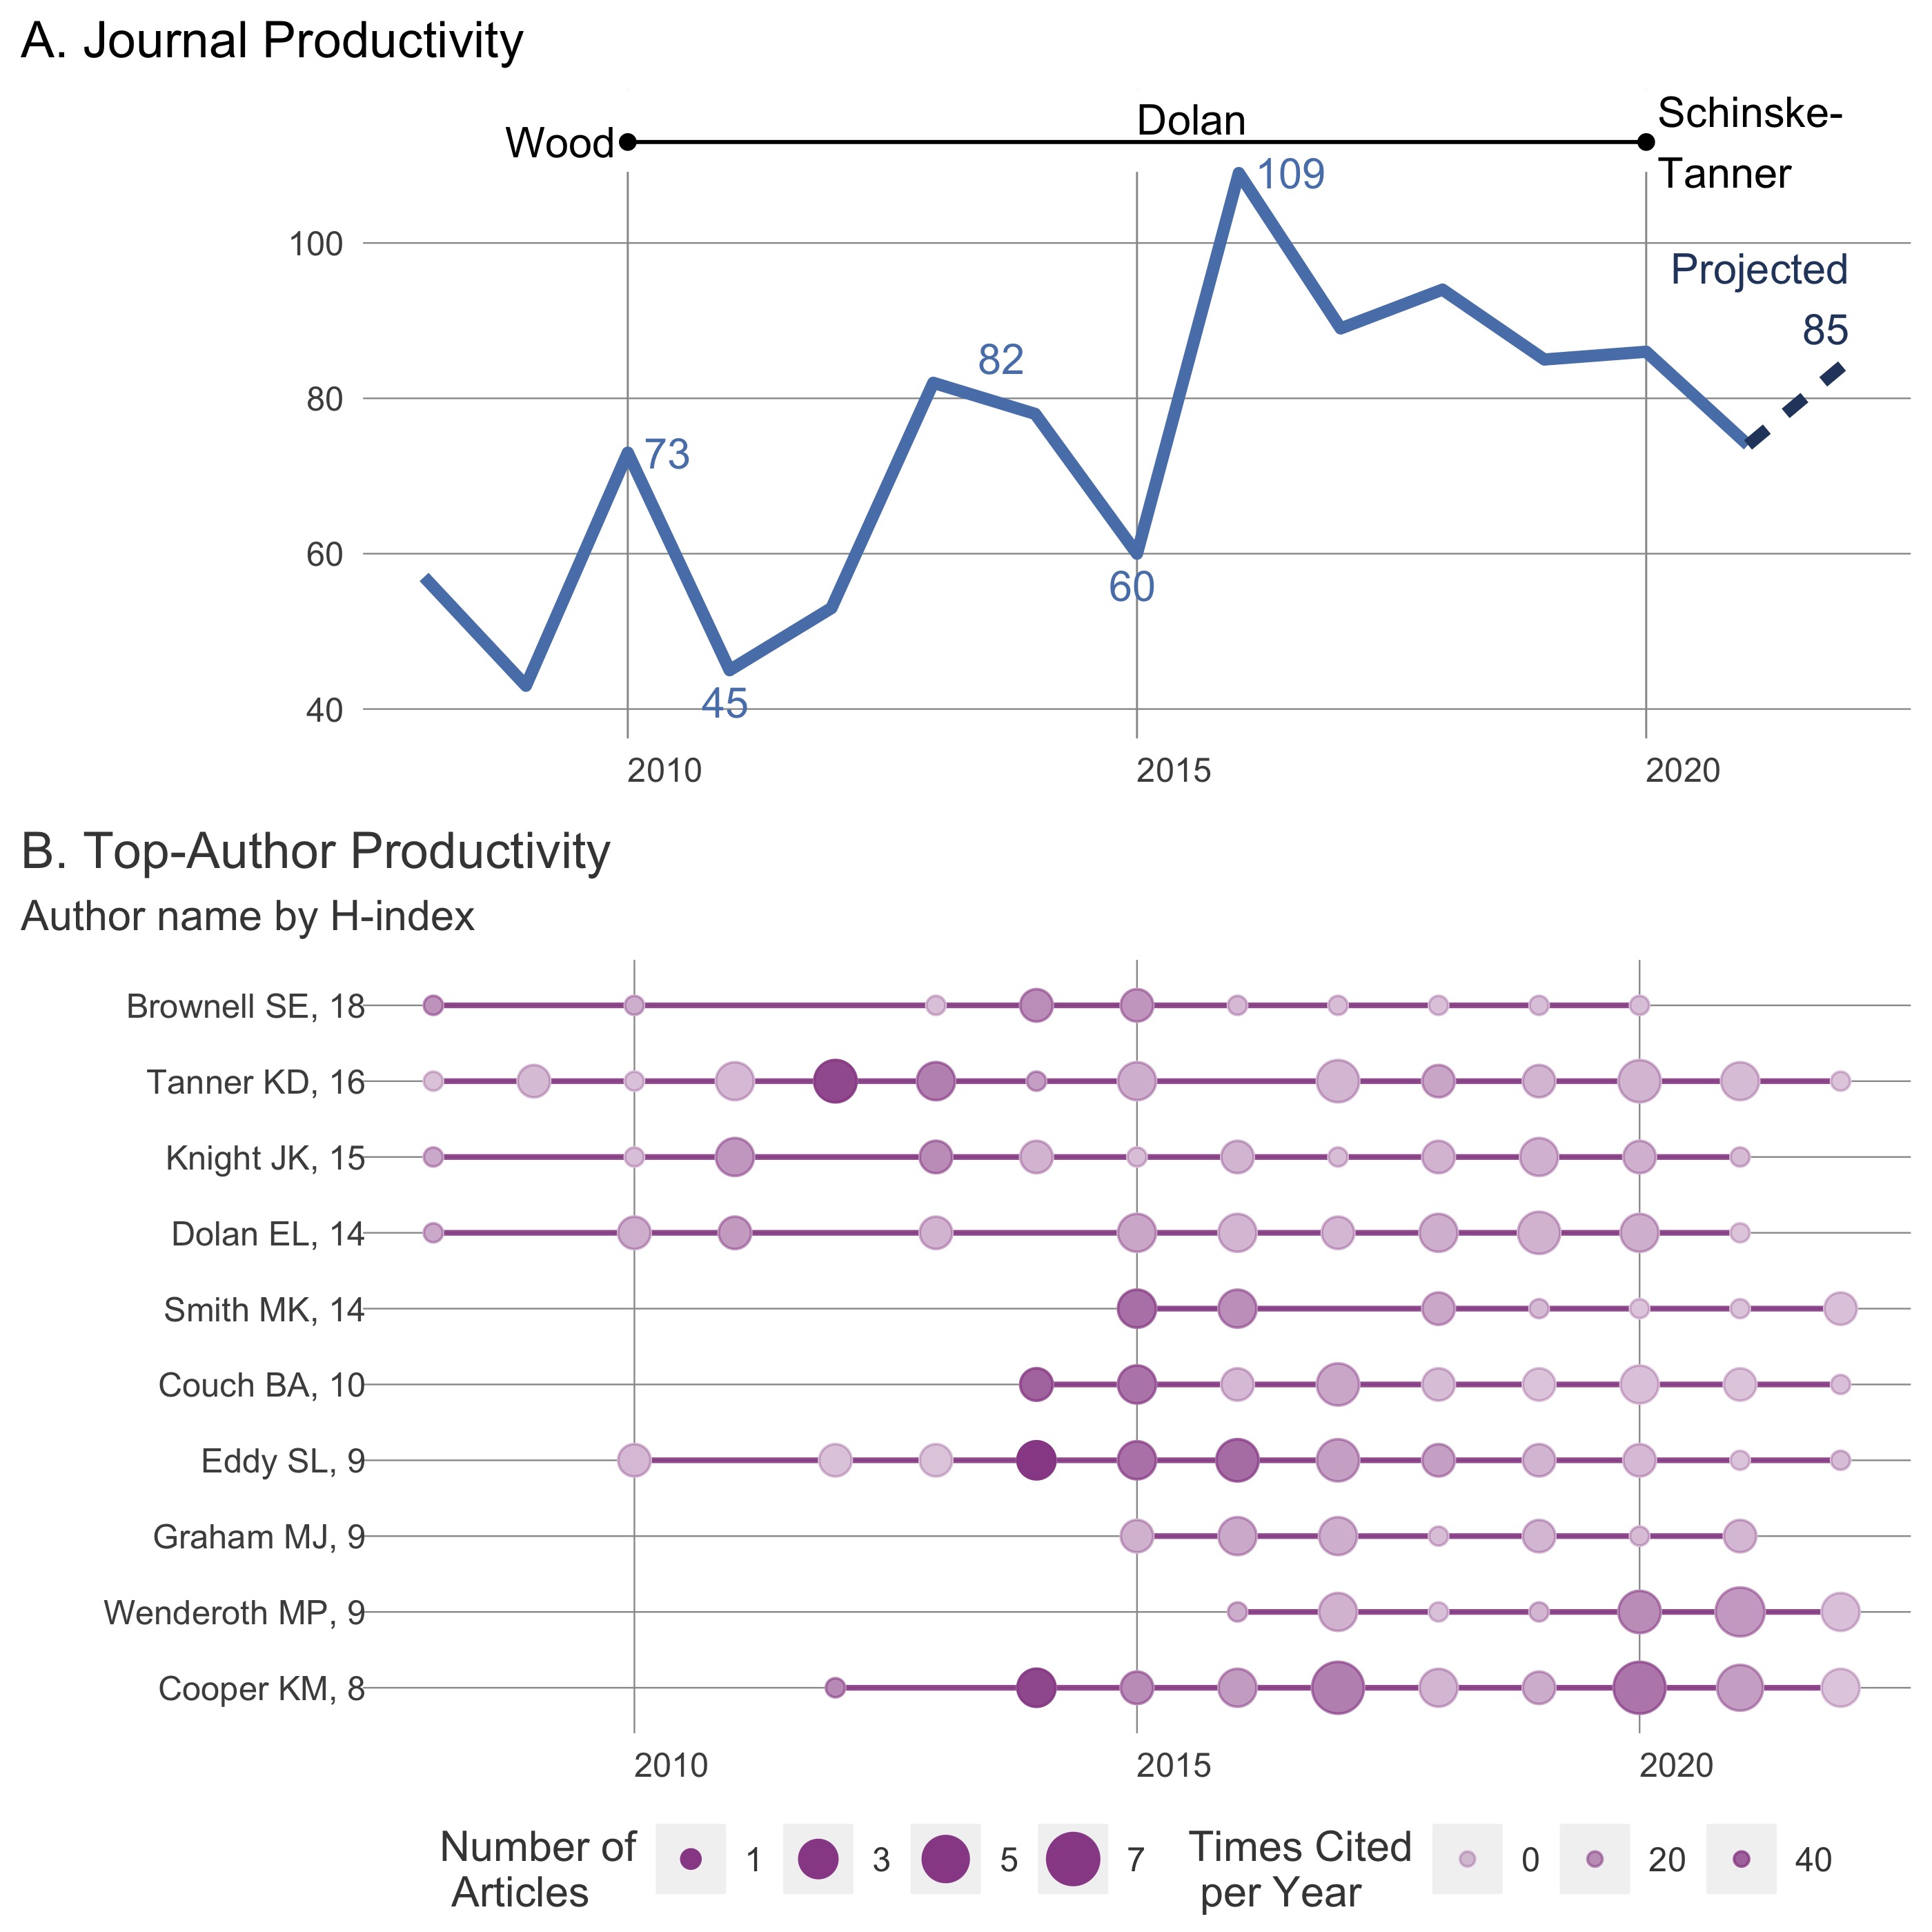 A. Journal Productivity
Wood
Dolan
Schinske-
Tanner
109
100
Projected
85
82
80
73
60
60
45
40
2010 2015 2020
B. Top-Author Productivity
Author name by H-index
Brownell SE, 18
Tanner KD, 16
Knight JK, 15
Dolan EL, 14
Smith MK, 14
Couch BA, 10
Eddy SL, 9
Graham MJ, 9
Wenderoth MP, 9
Cooper KM, 8
2010 2015 2020
Number of
Articles
1 3 5 7
Times Cited
per Year
0 20 40